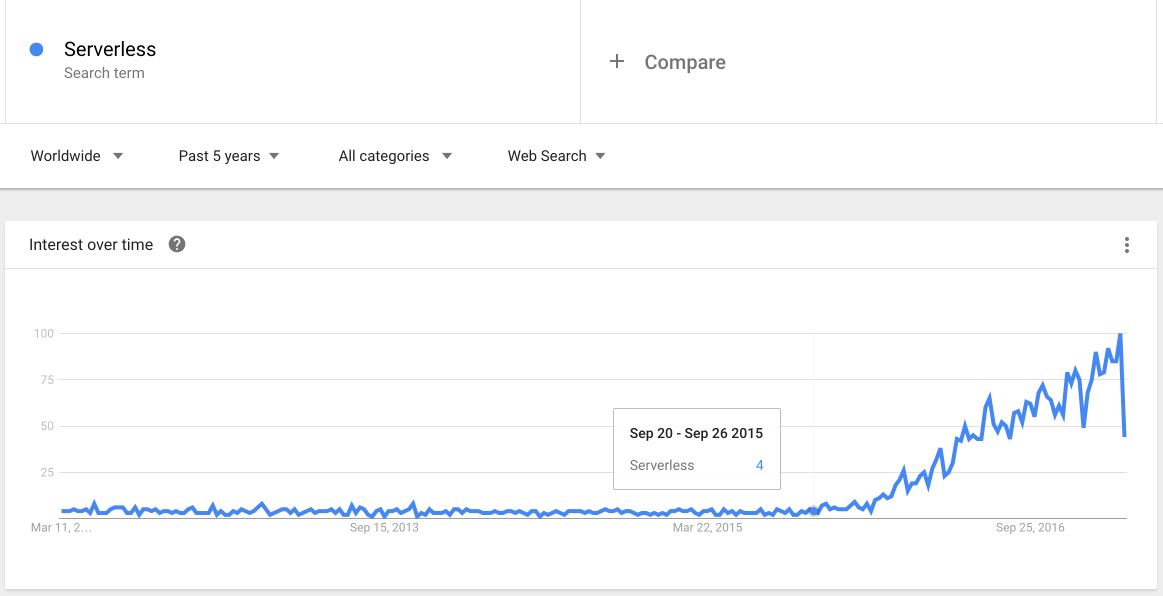 Serverless
Search term
+ Compare
Worldwide Past 5 years All categories Web Search
Interest over time ?
100
75
50
25
Sep 20 - Sep 26 2015
Serverless 4
Mar 11, 2… Sep 15, 2013 Mar 22, 2015 Sep 25, 2016